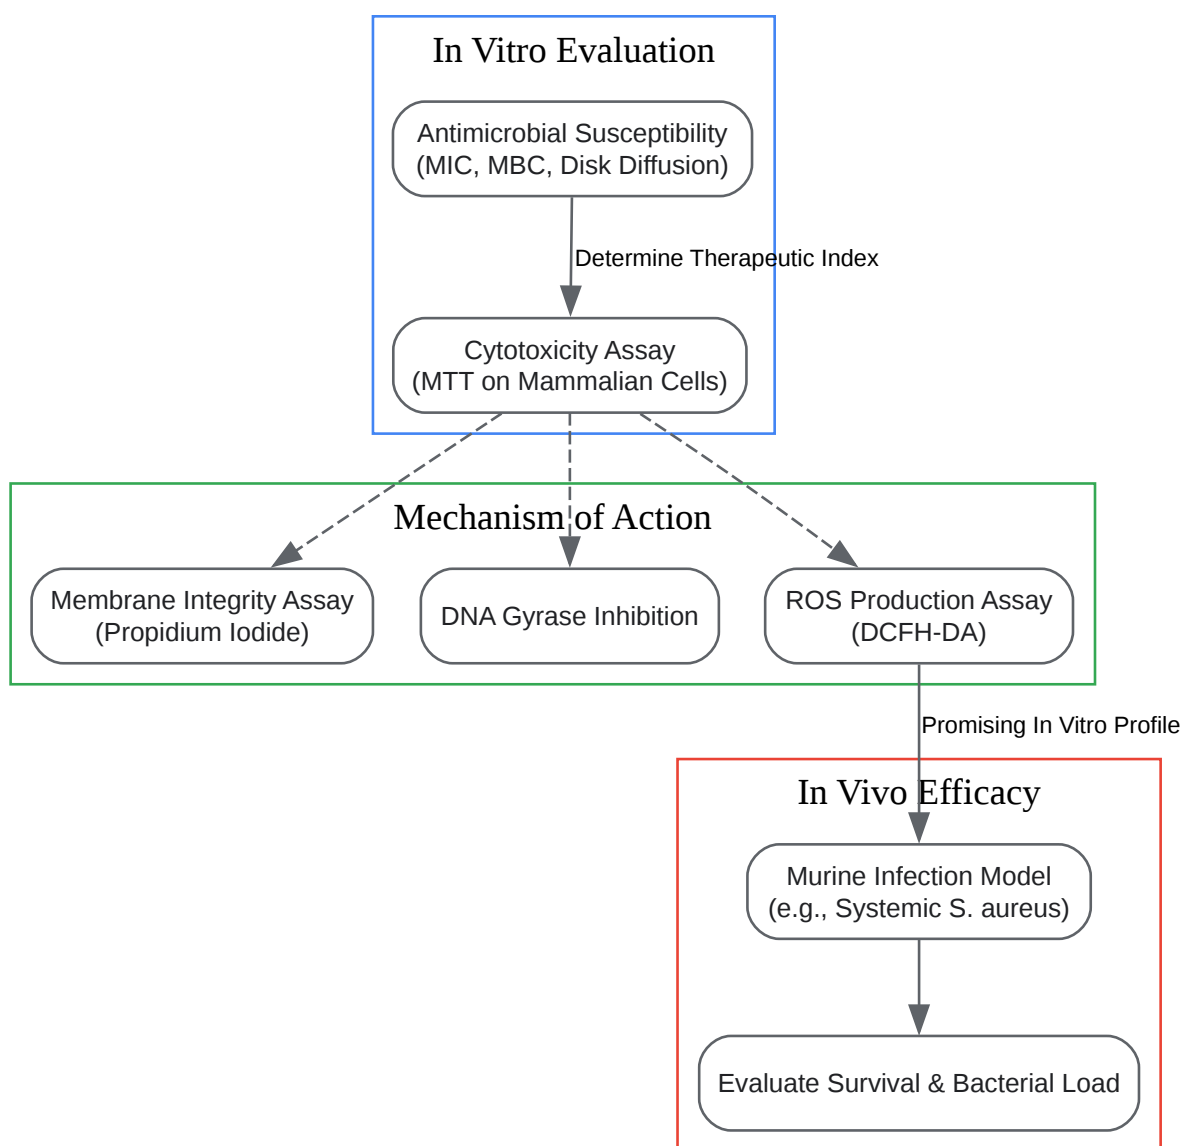 In Vitro Evaluation
Antimicrobial Susceptibility
(MIC, MBC, Disk Diffusion)
Determine Therapeutic Index
Cytotoxicity Assay
(MTT on Mammalian Cells)
Mechanism of Action
Membrane Integrity Assay
(Propidium Iodide)
DNA Gyrase Inhibition
ROS Production Assay
(DCFH-DA)
Promising In Vitro Profile
In Vivo Efficacy
Murine Infection Model
(e.g., Systemic S. aureus)
Evaluate Survival & Bacterial Load